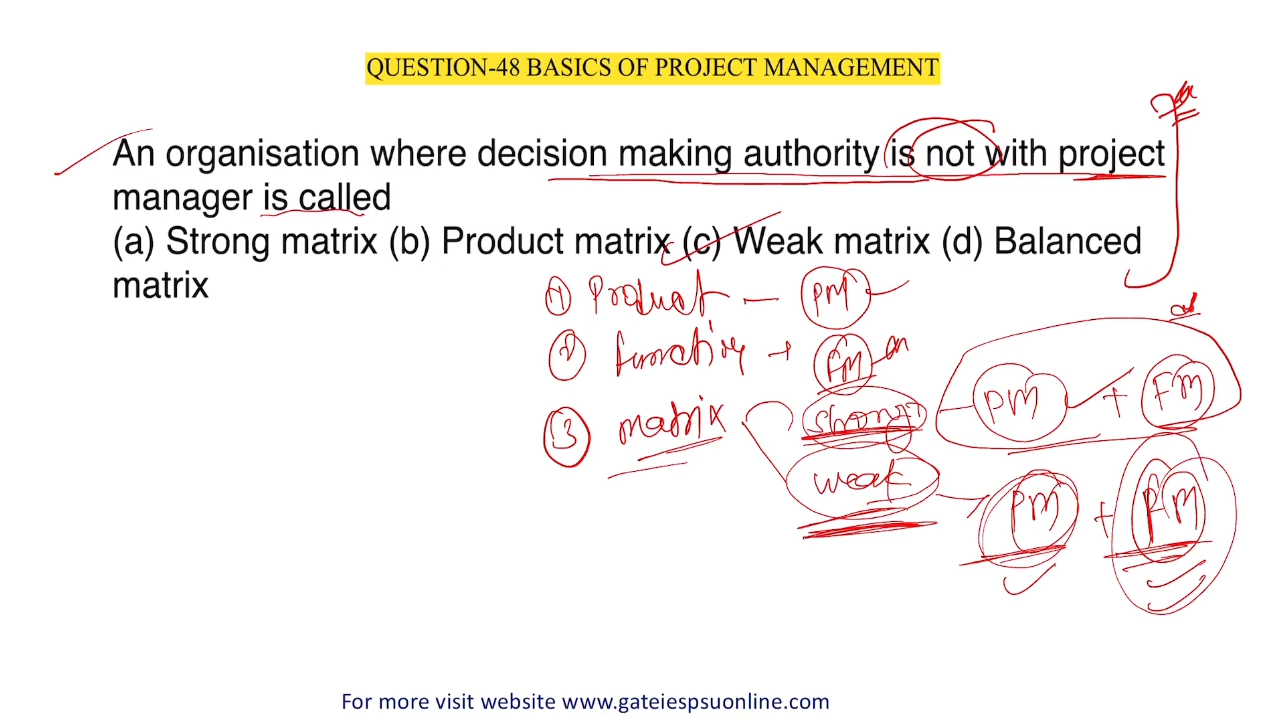 QUESTION-48 BASICS OF PROJECT MANAGEMENT
An organisation where decision making authority is not with project
manager is called
(a) Strong matrix (b) Product matrix (c) Weak matrix (d) Balanced
matrix
(1) Product — PM
(2) → FM
(3) matrix strong PM + FM
weak → PM + FM
For more visit website www.gateiespsuonline.com